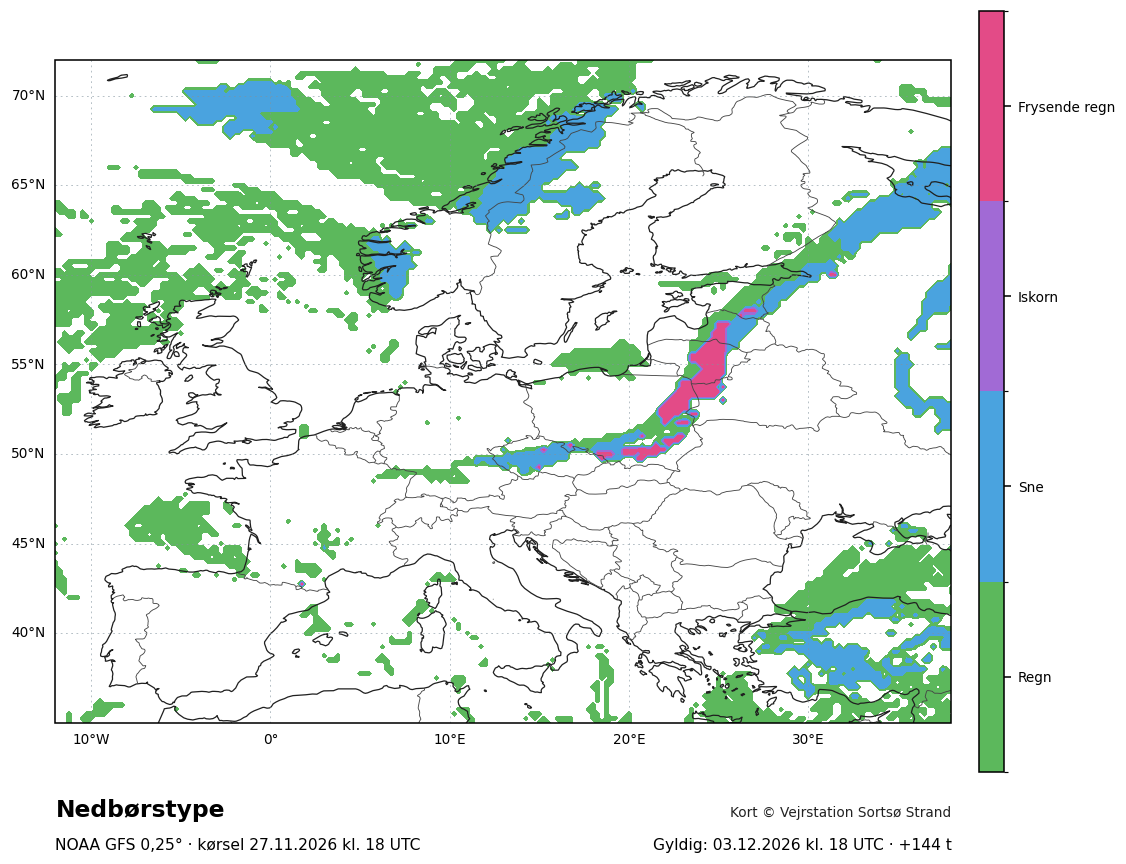 70°N
65°N
60°N
55°N
50°N
45°N
40°N
10°W
0°
10°E
20°E
30°E
Frysende regn
Iskorn
Sne
Regn
Nedbørstype
Kort © Vejrstation Sortsø Strand
NOAA GFS 0,25° · kørsel 27.11.2026 kl. 18 UTC
Gyldig: 03.12.2026 kl. 18 UTC · +144 t